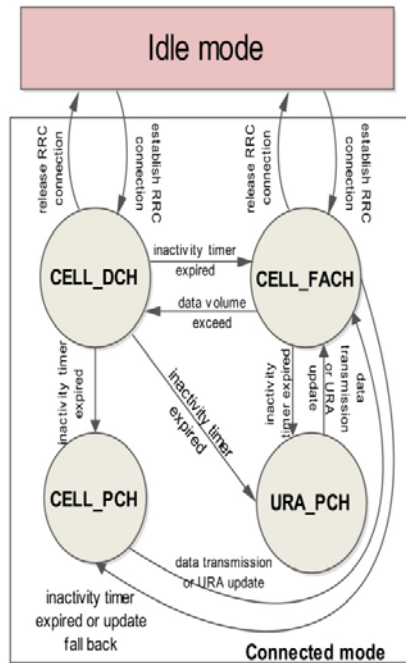 Idle mode
release RRC
connection
establish RRC
connection
release RRC
connection
establish RRC
connection
CELL_DCH
inactivity timer
expired
CELL_FACH
data volume
exceed
inactivity timer
expired
inactivity timer
expired
inactivity
timer expired
data
transmission
or URA
update
data
CELL_PCH
URA_PCH
data transmission
or URA update
inactivity timer
expired or update
fall back
Connected mode